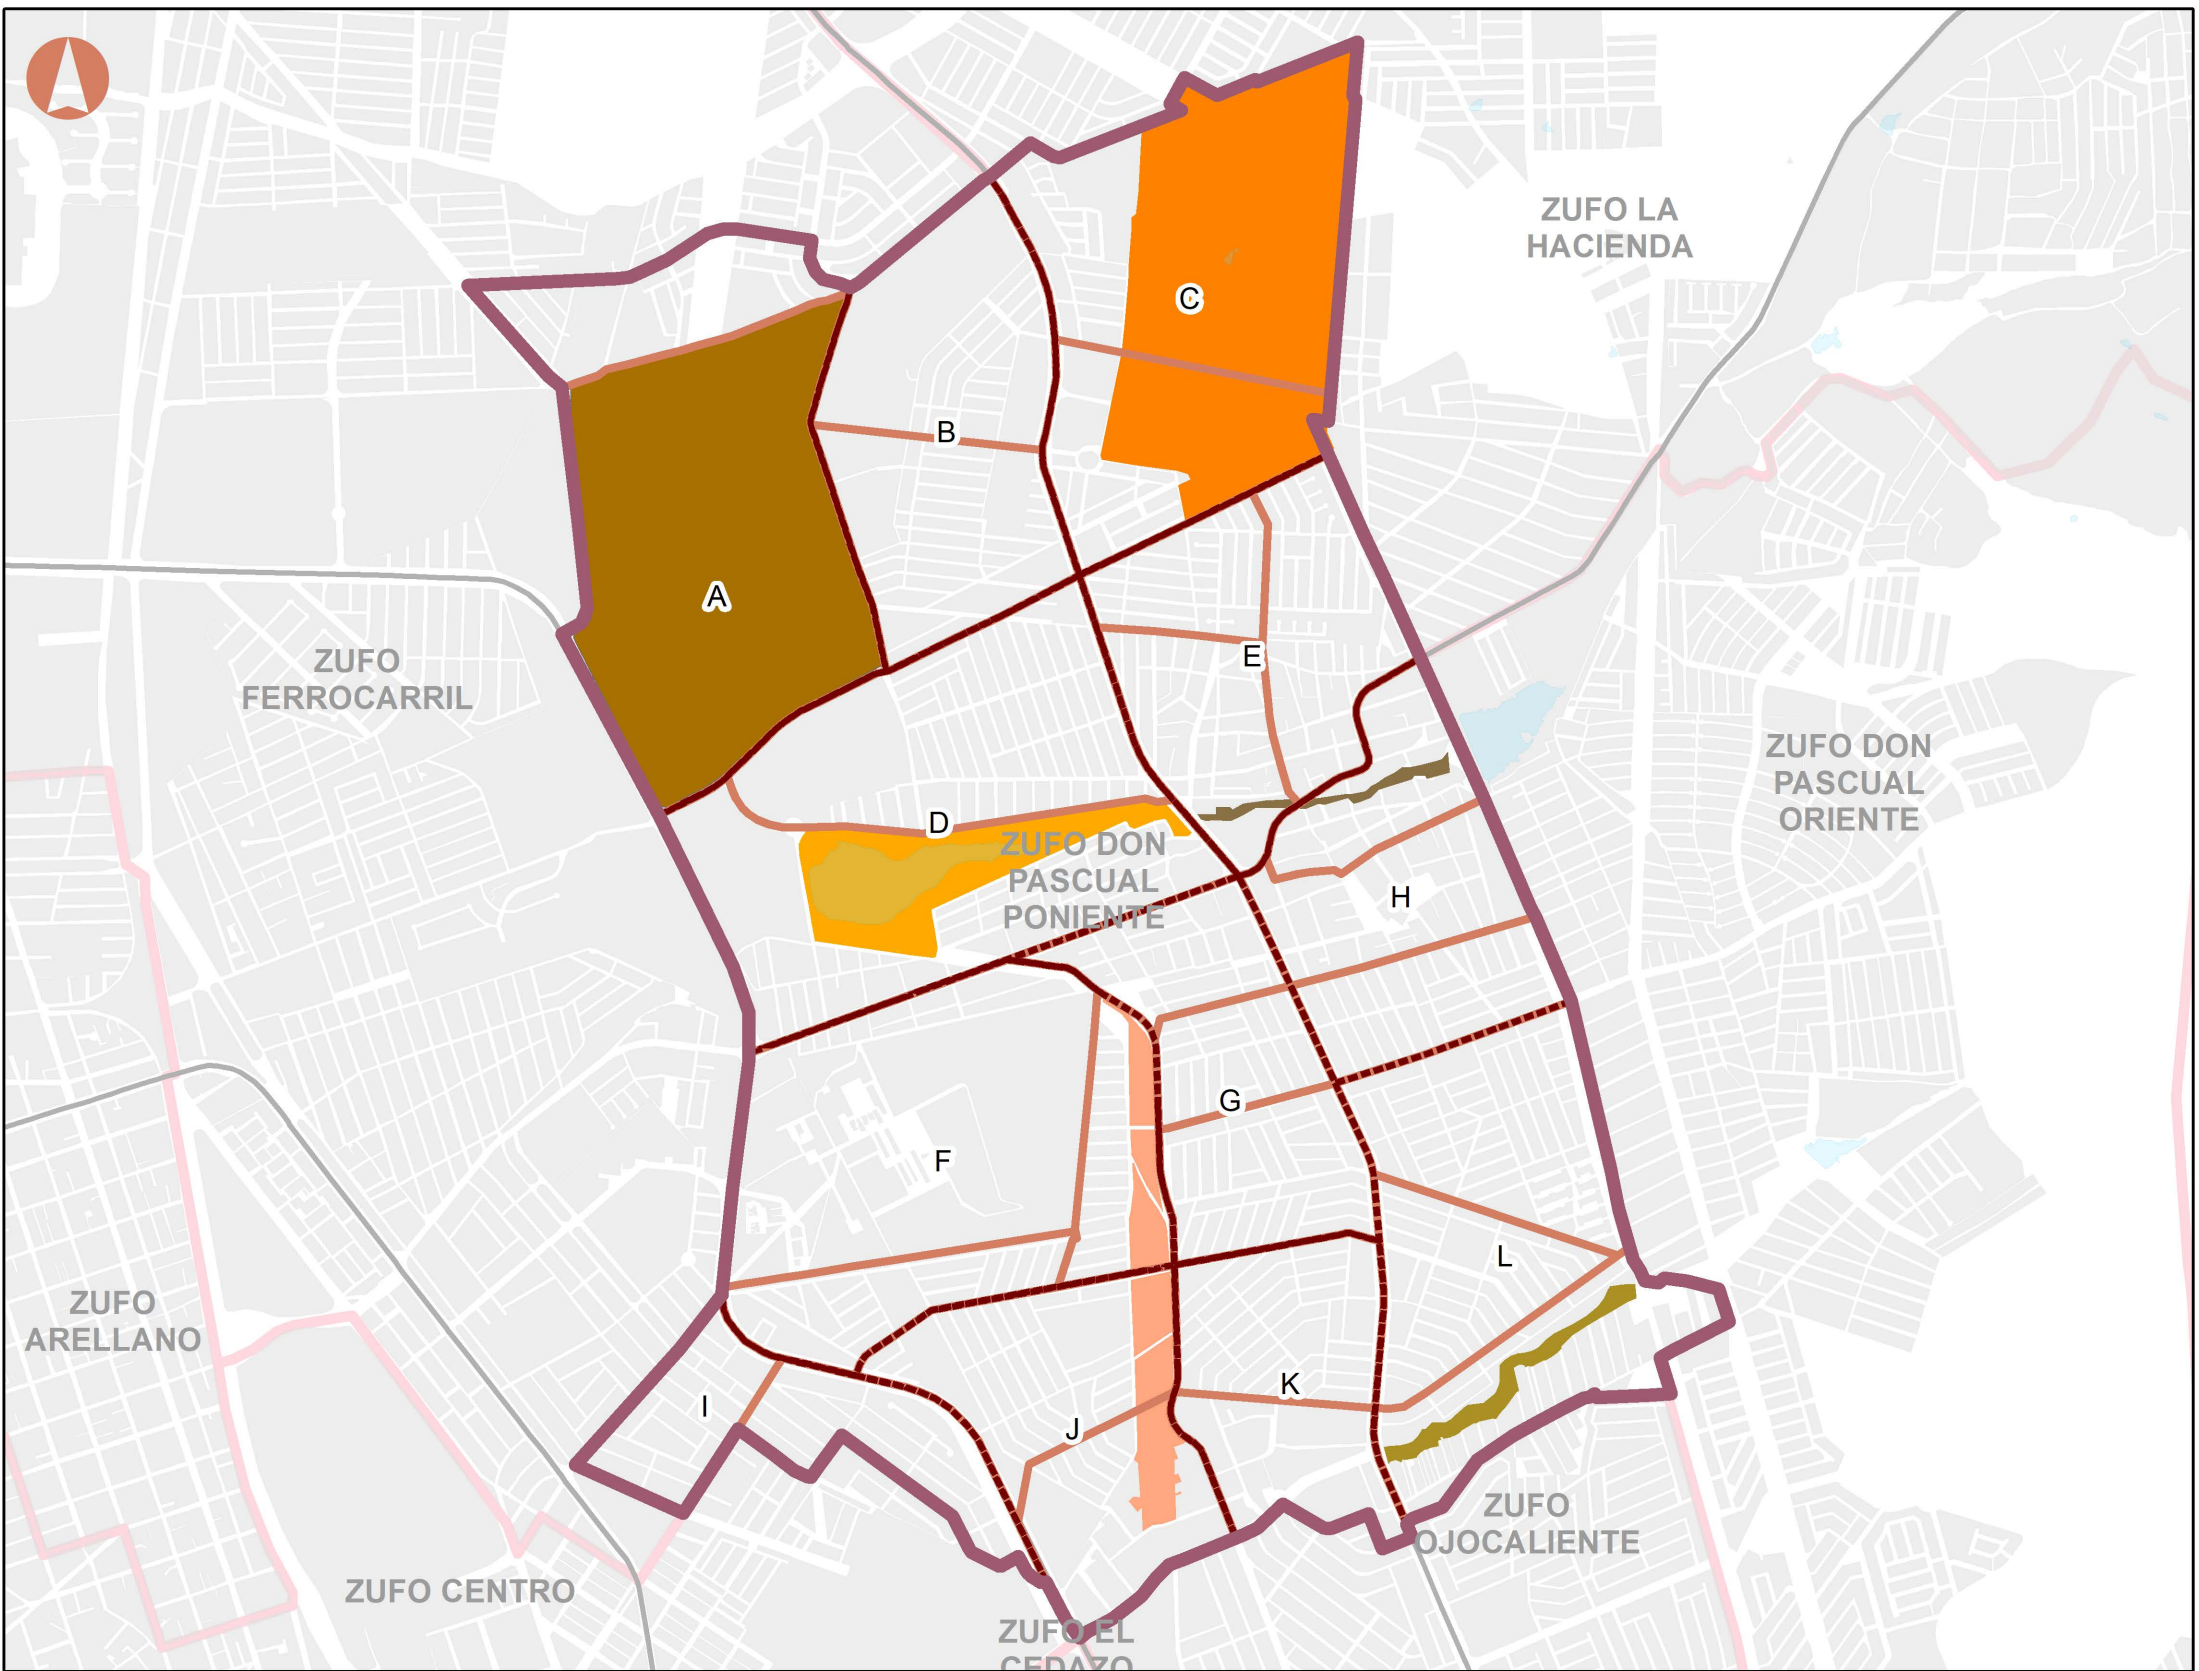 ZUFO LA
HACIENDA
C
B
A
E
ZUFO
FERROCARRIL
ZUFO DON
PASCUAL
ORIENTE
D
ZUFO DON
PASCUAL
PONIENTE
H
G
F
L
ZUFO
ARELLANO
K
I
J
ZUFO
OJOCALIENTE
ZUFO CENTRO
ZUFO EL
CEDAZO